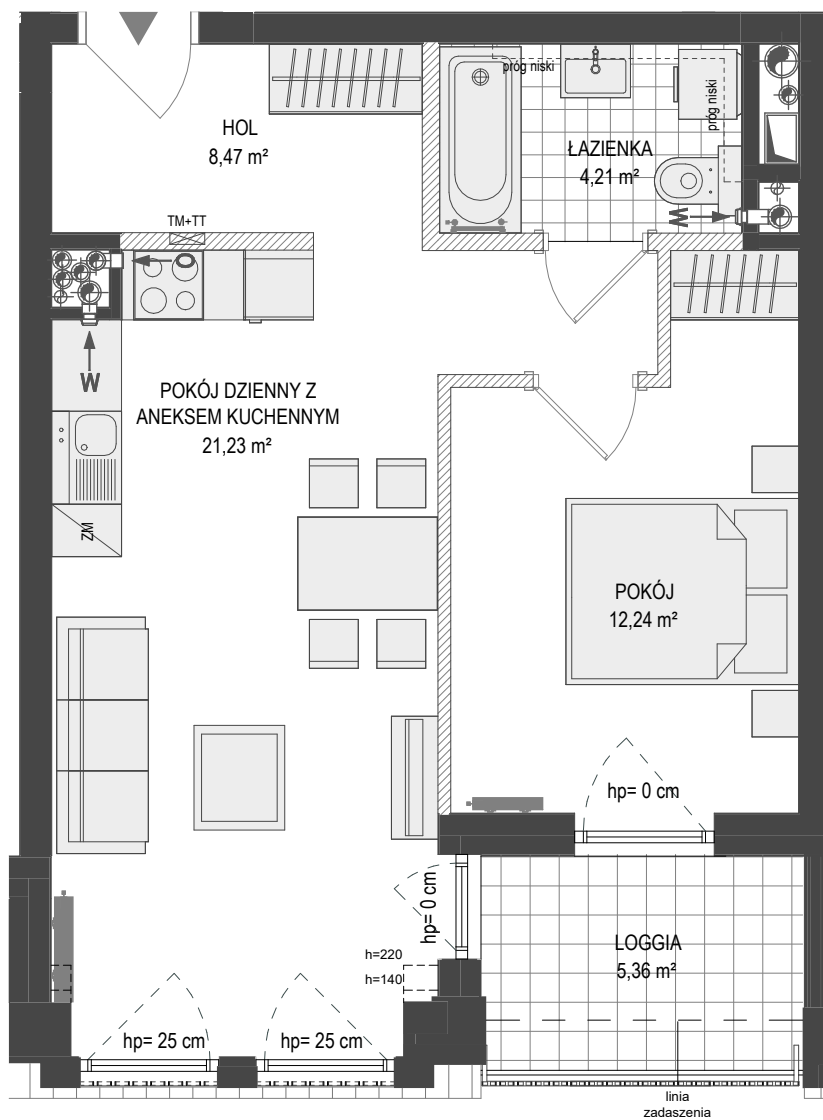 próg niski
HOL
8,47 m²
próg niski
ŁAZIENKA
4,21 m²
TM+TT
W
W
POKÓJ DZIENNY Z
ANEKSEM KUCHENNYM
21,23 m²
ZM
POKÓJ
12,24 m²
hp= 0 cm
hp= 0 cm
h=220
h=140
LOGGIA
5,36 m²
hp= 25 cm
hp= 25 cm
linia
zadaszenia